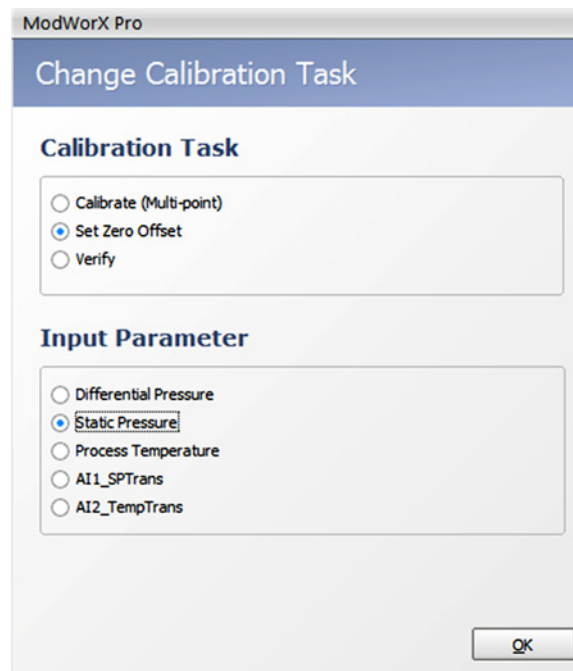 ModWorX Pro
Change Calibration Task
Calibration Task
Calibrate (Multi-point)
Set Zero Offset
Verify
Input Parameter
Differential Pressure
Static Pressure
Process Temperature
AI1_SPTrans
AI2_TempTrans
OK